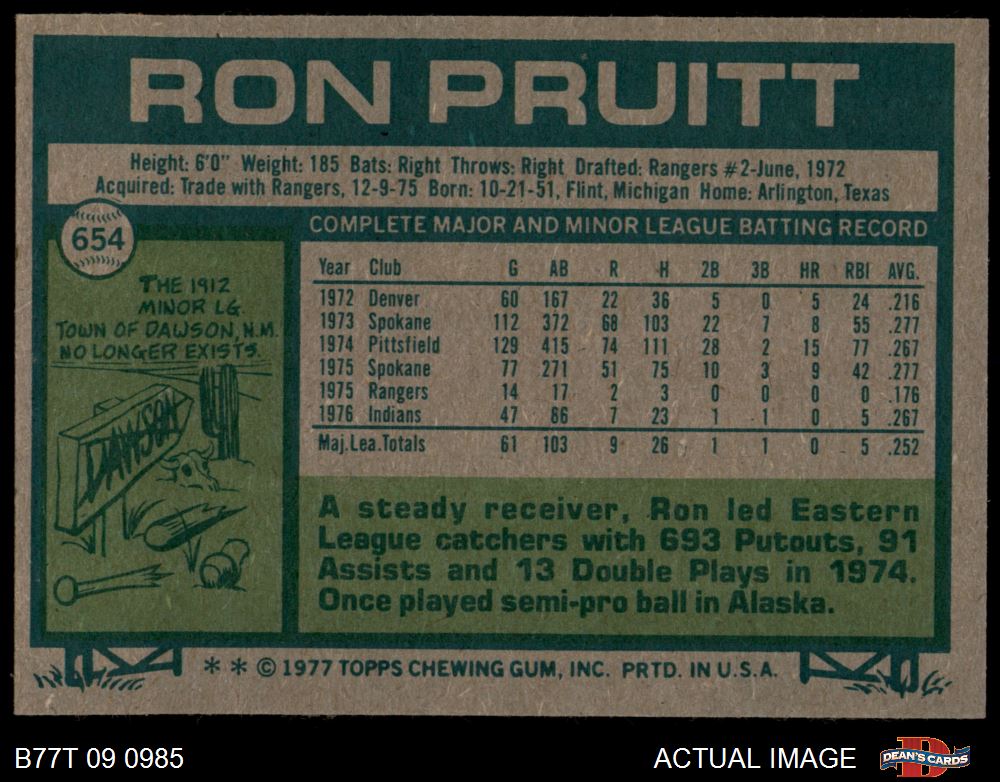 RON PRUITT
Height: 6'0" Weight: 185 Bats: Right Throws: Right Drafted: Rangers #2-June, 1972
Acquired: Trade with Rangers, 12-9-75 Born: 10-21-51, Flint, Michigan Home: Arlington, Texas
654
THE 1912
MINOR LG.
TOWN OF DAWSON, N.M.
NO LONGER EXISTS.
DAWSON
COMPLETE MAJOR AND MINOR LEAGUE BATTING RECORD
Year Club G AB R H 2B 3B HR RBI AVG.
1972 Denver 60 167 22 36 5 0 5 24 .216
1973 Spokane 112 372 68 103 22 7 8 55 .277
1974 Pittsfield 129 415 74 111 28 2 15 77 .267
1975 Spokane 77 271 51 75 10 3 9 42 .277
1975 Rangers 14 17 2 3 0 0 0 0 .176
1976 Indians 47 86 7 23 1 1 0 5 .267
Maj.Lea.Totals 61 103 9 26 1 1 0 5 .252
A steady receiver, Ron led Eastern
League catchers with 693 Putouts, 91
Assists and 13 Double Plays in 1974.
Once played semi-pro ball in Alaska.
* * © 1977 TOPPS CHEWING GUM, INC. PRTD. IN U.S.A.
B77T 09 0985
ACTUAL IMAGE
D
DEAN'S CARDS